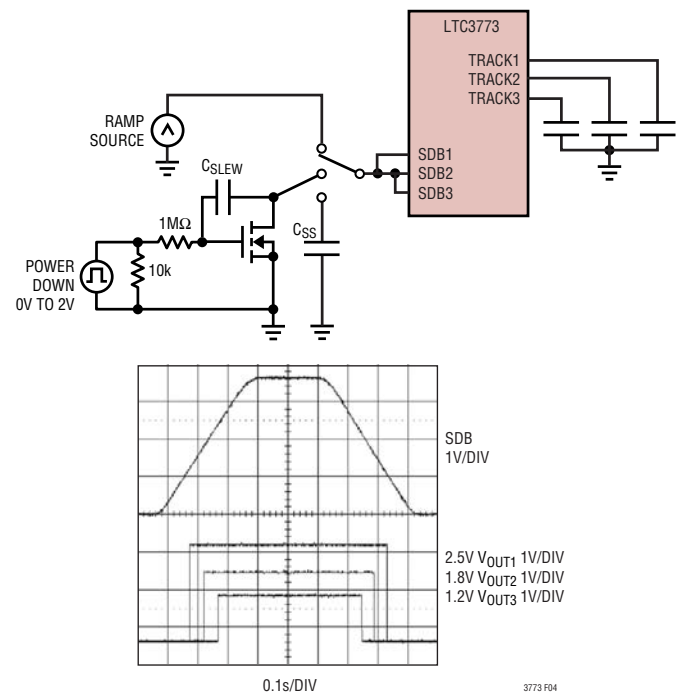 LTC3773
TRACK1
TRACK2
TRACK3
RAMP
SOURCE
CSLEW
SDB1
SDB2
SDB3
1MΩ
CSS
10k
POWER
DOWN
0V TO 2V
SDB
1V/DIV
2.5V VOUT1 1V/DIV
1.8V VOUT2 1V/DIV
1.2V VOUT3 1V/DIV
0.1s/DIV
3773 F04